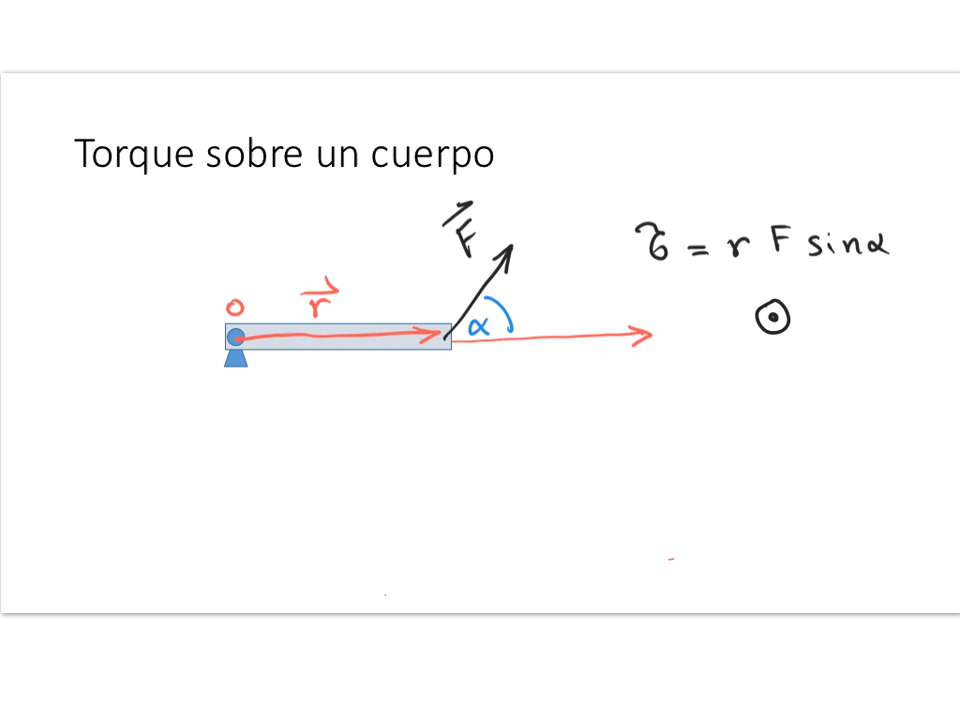 Torque sobre un cuerpo
F⃗
τ = r F sinα
O
r⃗
α